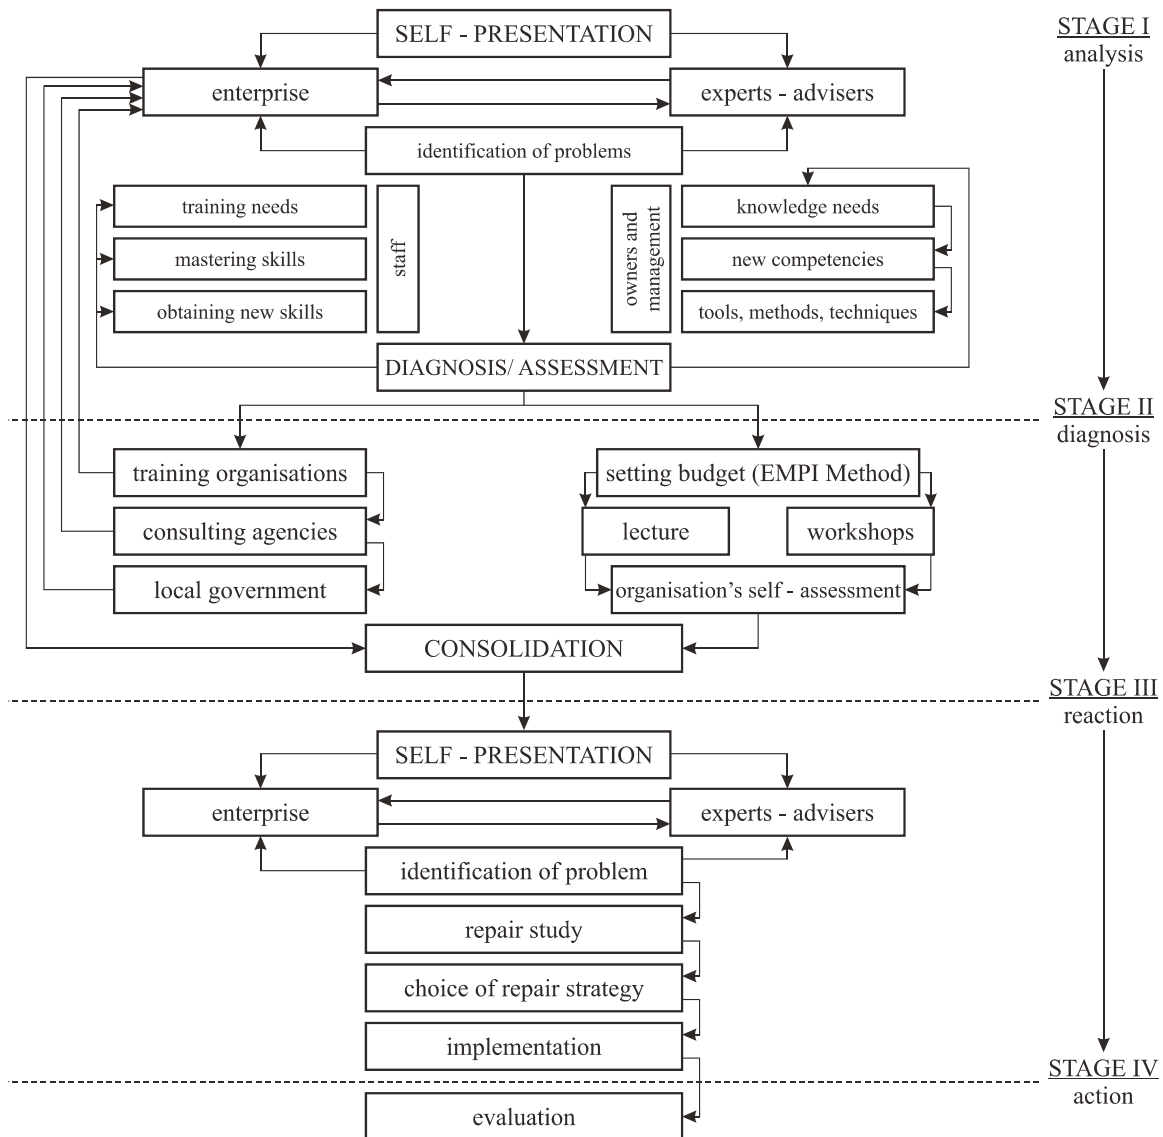 SELF - PRESENTATION
STAGE I
analysis
enterprise
experts - advisers
identification of problems
training needs
mastering skills
obtaining new skills
staff
owners and
management
knowledge needs
new competencies
tools, methods, techniques
DIAGNOSIS/ ASSESSMENT
STAGE II
diagnosis
training organisations
consulting agencies
local government
setting budget (EMPI Method)
lecture
workshops
organisation's self - assessment
CONSOLIDATION
STAGE III
reaction
SELF - PRESENTATION
enterprise
experts - advisers
identification of problem
repair study
choice of repair strategy
implementation
STAGE IV
action
evaluation